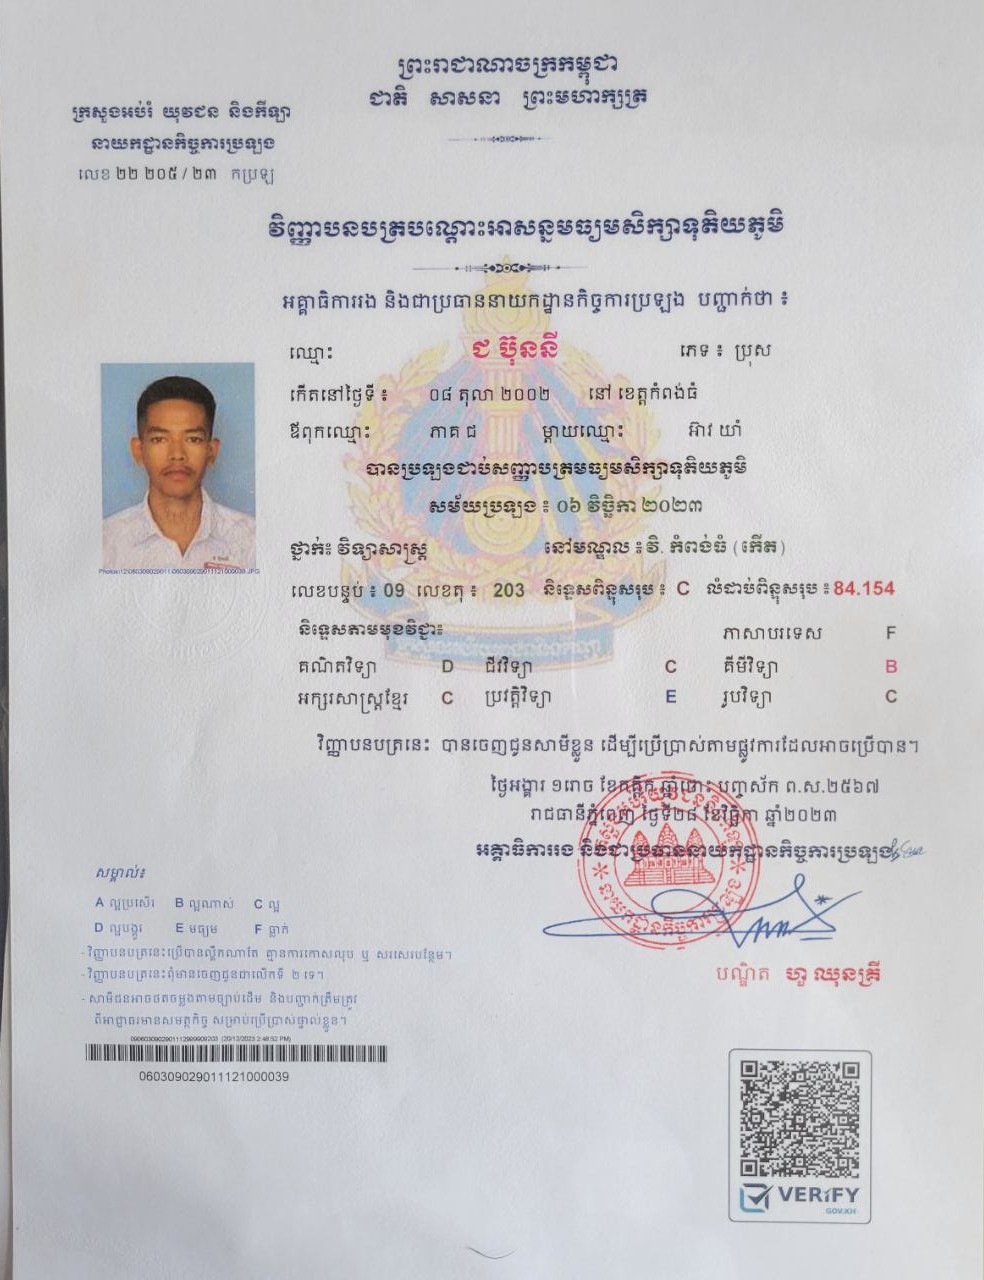 ព្រះរាជាណាចក្រកម្ពុជា
ជាតិ សាសនា ព្រះមហាក្សត្រ
ក្រសួងអប់រំ យុវជន និងកីឡា
នាយកដ្ឋានកិច្ចការប្រឡង
លេខ ២២ ២០៥ / ២៣ កប្រឡ
វិញ្ញាបនបត្របណ្តោះអាសន្នមធ្យមសិក្សាទុតិយភូមិ
អគ្គាធិការរង និងជាប្រធាននាយកដ្ឋានកិច្ចការប្រឡង បញ្ជាក់ថា ៖
ឈ្មោះ ជ ប៊ុននី ភេទ ៖ ប្រុស
កើតនៅថ្ងៃទី ៖ ០៨ តុលា ២០០២ នៅ ខេត្តកំពង់ធំ
ឪពុកឈ្មោះ ភាគ ជ ម្តាយឈ្មោះ អ៊ាវ យ៉ាំ
បានប្រឡងជាប់សញ្ញាបត្រមធ្យមសិក្សាទុតិយភូមិ
សម័យប្រឡង ៖ ០៦ វិច្ឆិកា ២០២៣
ថ្នាក់៖ វិទ្យាសាស្ត្រ នៅមណ្ឌល ៖ វិ. កំពង់ធំ (កើត)
លេខបន្ទប់ ៖ 09 លេខតុ ៖ 203 និទ្ទេសពិន្ទុសរុប ៖ C លំដាប់ពិន្ទុសរុប ៖ 84.154
និទ្ទេសតាមមុខវិជ្ជា៖ ភាសាបរទេស F
គណិតវិទ្យា D ជីវវិទ្យា C គីមីវិទ្យា B
អក្សរសាស្ត្រខ្មែរ C ប្រវត្តិវិទ្យា E រូបវិទ្យា C
វិញ្ញាបនបត្រនេះ បានចេញជូនសាមីខ្លួន ដើម្បីប្រើប្រាស់តាមផ្លូវការដែលអាចប្រើបាន។
ថ្ងៃអង្គារ ១រោច ខែកត្តិក ឆ្នាំថោះ បញ្ចស័ក ព.ស.២៥៦៧
រាជធានីភ្នំពេញ ថ្ងៃទី២៨ ខែវិច្ឆិកា ឆ្នាំ២០២៣
អគ្គាធិការរង និងជាប្រធាននាយកដ្ឋានកិច្ចការប្រឡង
បណ្ឌិត ហួ ឈុនគ្រី
សម្គាល់៖
A ល្អប្រសើរ B ល្អណាស់ C ល្អ
D ល្អបង្គួរ E មធ្យម F ធ្លាក់
- វិញ្ញាបនបត្រនេះប្រើបានល្គឹកណាតែ គ្មានការកោសលុប ឬ សរសេរបន្ថែម។
- វិញ្ញាបនបត្រនេះពុំមានចេញជូនជាលើកទី ២ ទេ។
- សាមីជនអាចថតចម្លងតាមច្បាប់ដើម និងបញ្ជាក់ត្រឹមត្រូវ
ពីអាជ្ញាធរមានសមត្ថកិច្ច សម្រាប់ប្រើប្រាស់ផ្ទាល់ខ្លួន។
060309029011121000039
VERIFY
GOV.KH